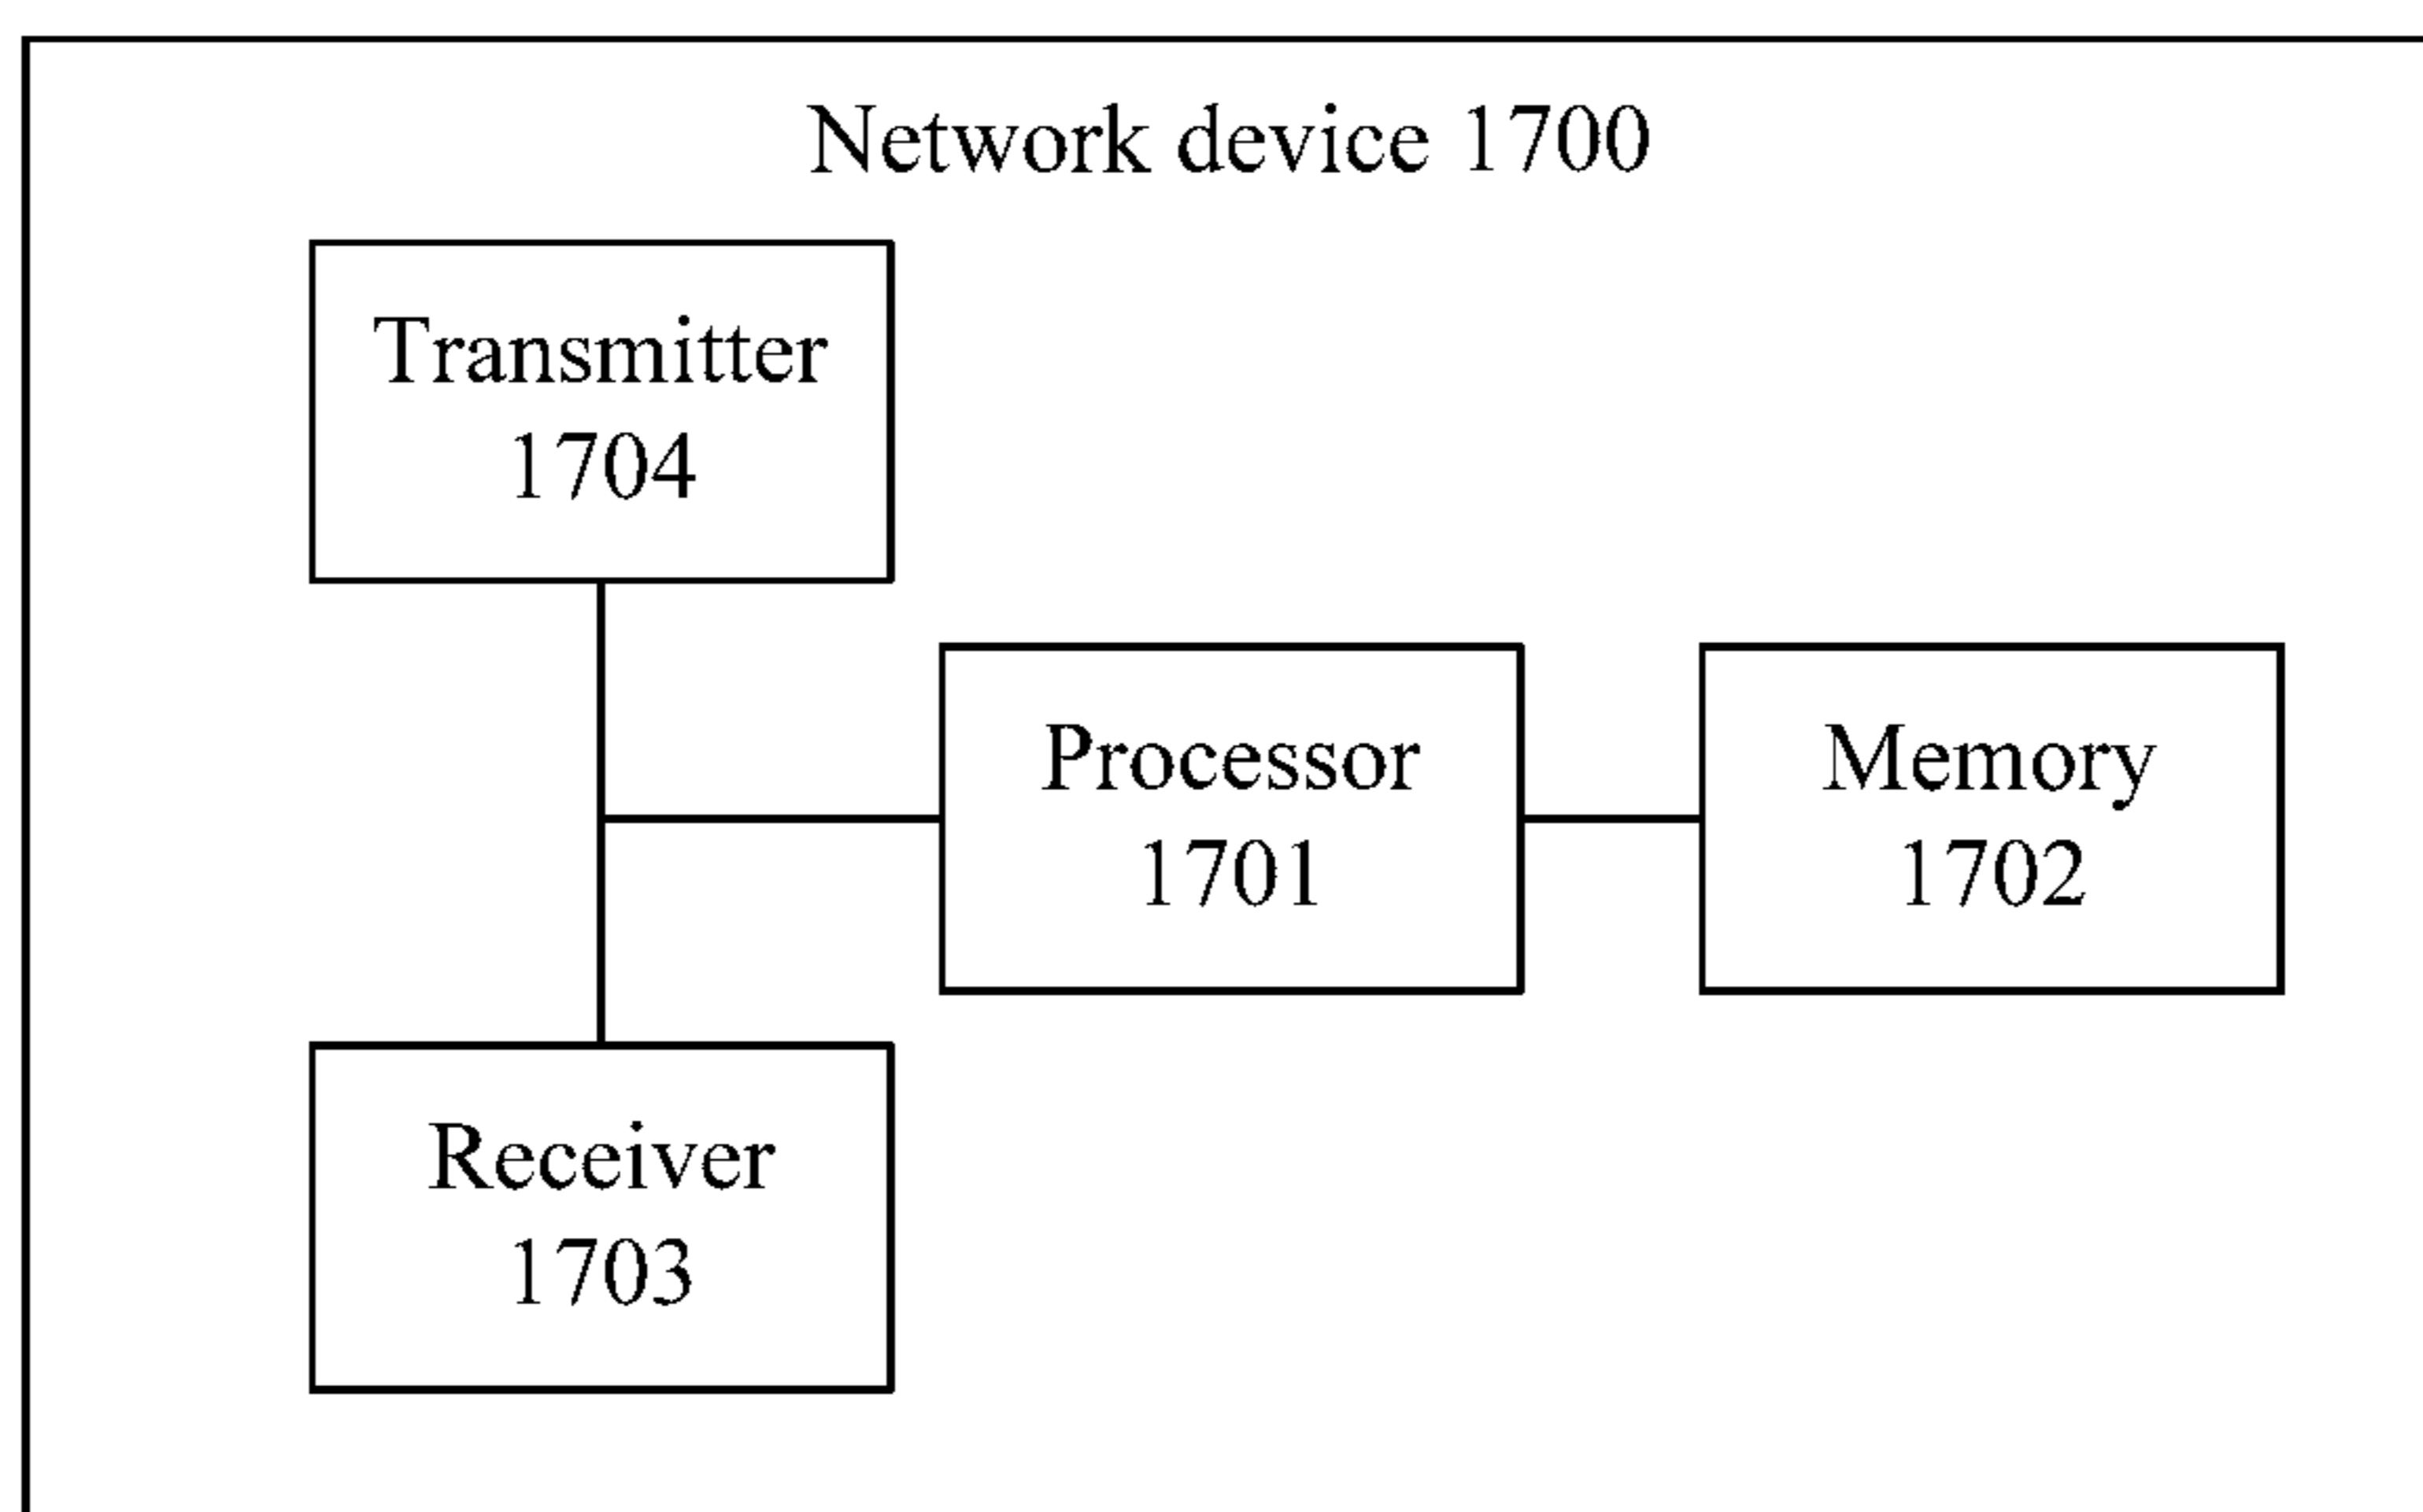 Network device 1700
Transmitter
1704
Processor
1701
Memory
1702
Receiver
1703